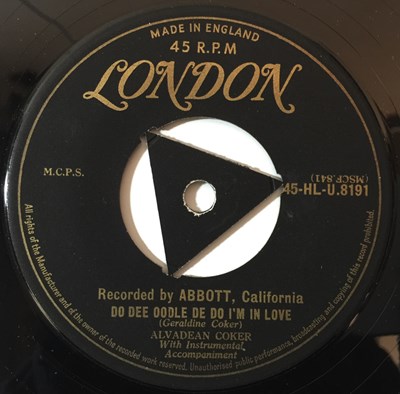 MADE IN ENGLAND
45 R.P.M
LONDON
M.C.P.S.
(MSCP.841)
45-HL-U.8191
Recorded by ABBOTT, California
DO DEE OODLE DE DO I'M IN LOVE
(Geraldine Coker)
ALVADEAN COKER
With Instrumental
Accompaniment
All rights of the Manufacturer and of the owner of the recorded work reserved. Unauthorised public performance, broadcasting and copying of this record prohibited.